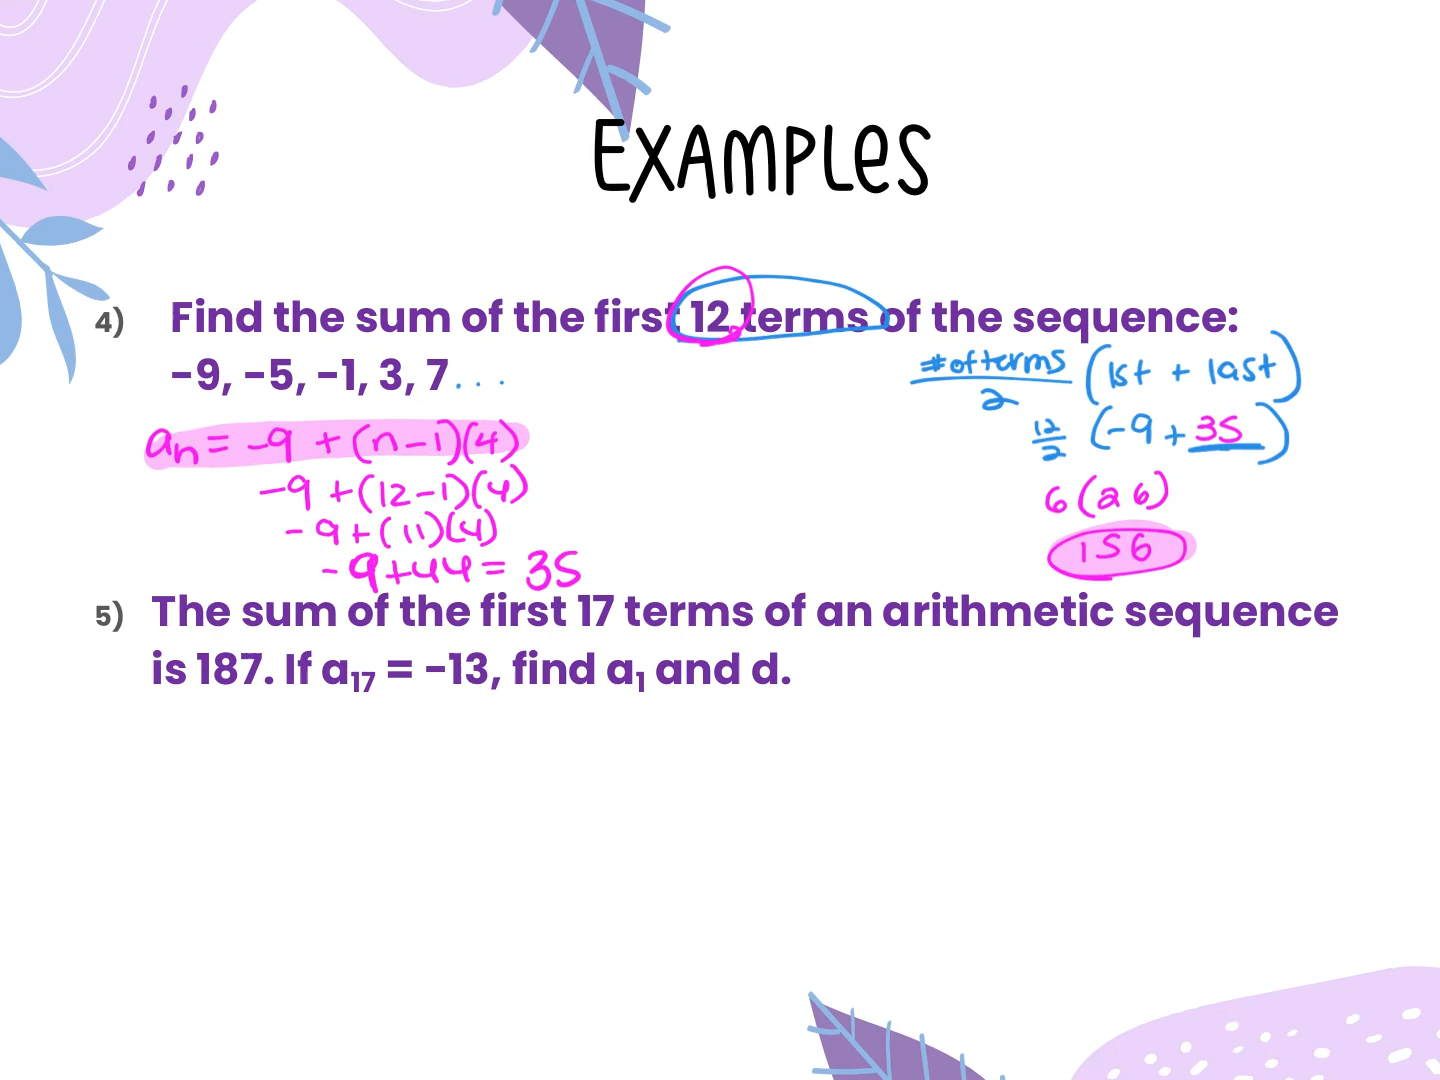 Examples
4) Find the sum of the first 12 terms of the sequence:
-9, -5, -1, 3, 7 . . .
# of terms / 2 (1st + last)
12/2 (-9 + 35)
6(26)
156
aₙ = -9 + (n-1)(4)
-9 + (12-1)(4)
-9 + (11)(4)
-9+44 = 35
5) The sum of the first 17 terms of an arithmetic sequence
is 187. If a₁₇ = -13, find a₁ and d.